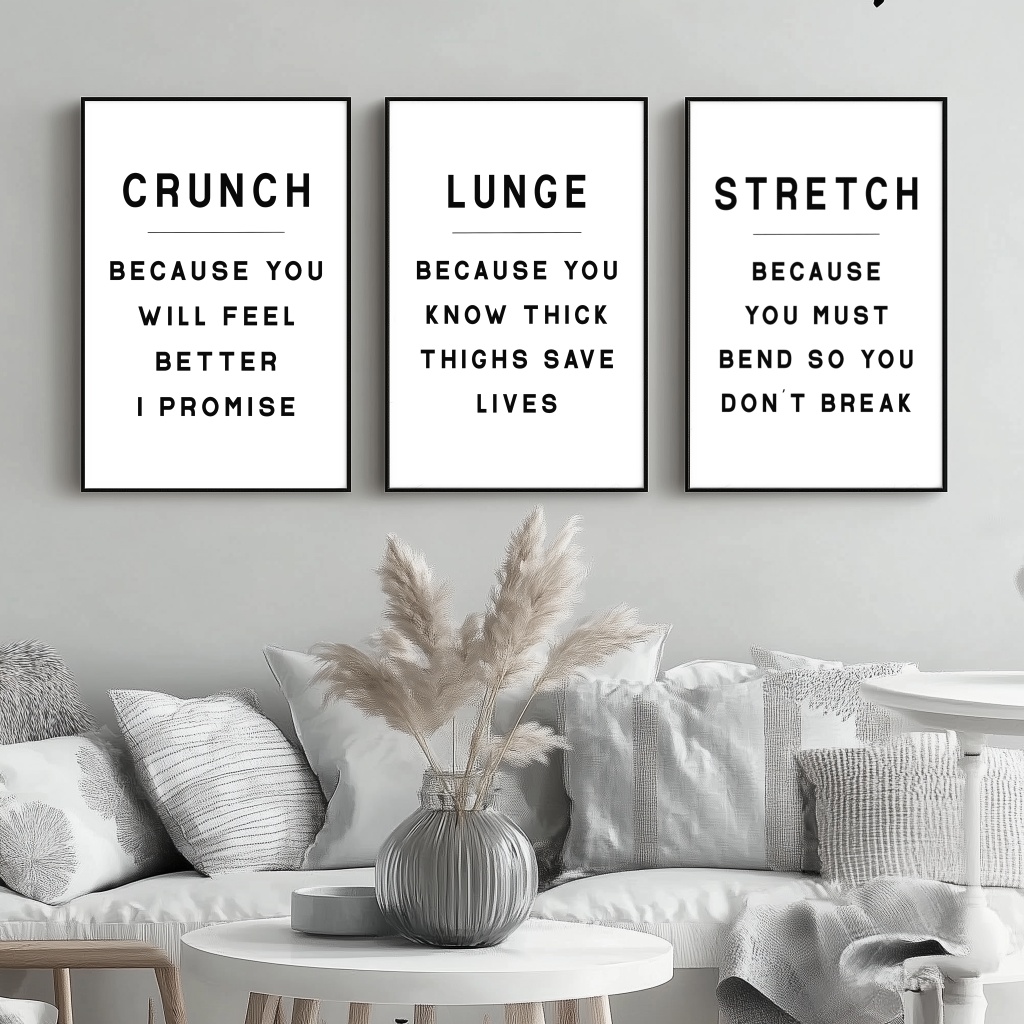 CRUNCH
BECAUSE YOU
WILL FEEL
BETTER
I PROMISE
LUNGE
BECAUSE YOU
KNOW THICK
THIGHS SAVE
LIVES
STRETCH
BECAUSE
YOU MUST
BEND SO YOU
DON'T BREAK